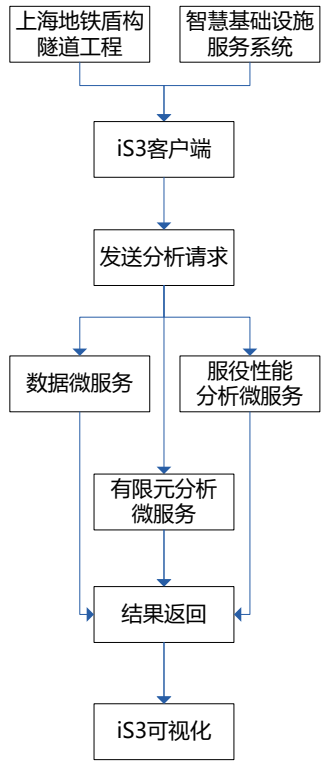 上海地铁盾构
隧道工程
智慧基础设施
服务系统
iS3客户端
发送分析请求
数据微服务
服役性能
分析微服务
有限元分析
微服务
结果返回
iS3可视化